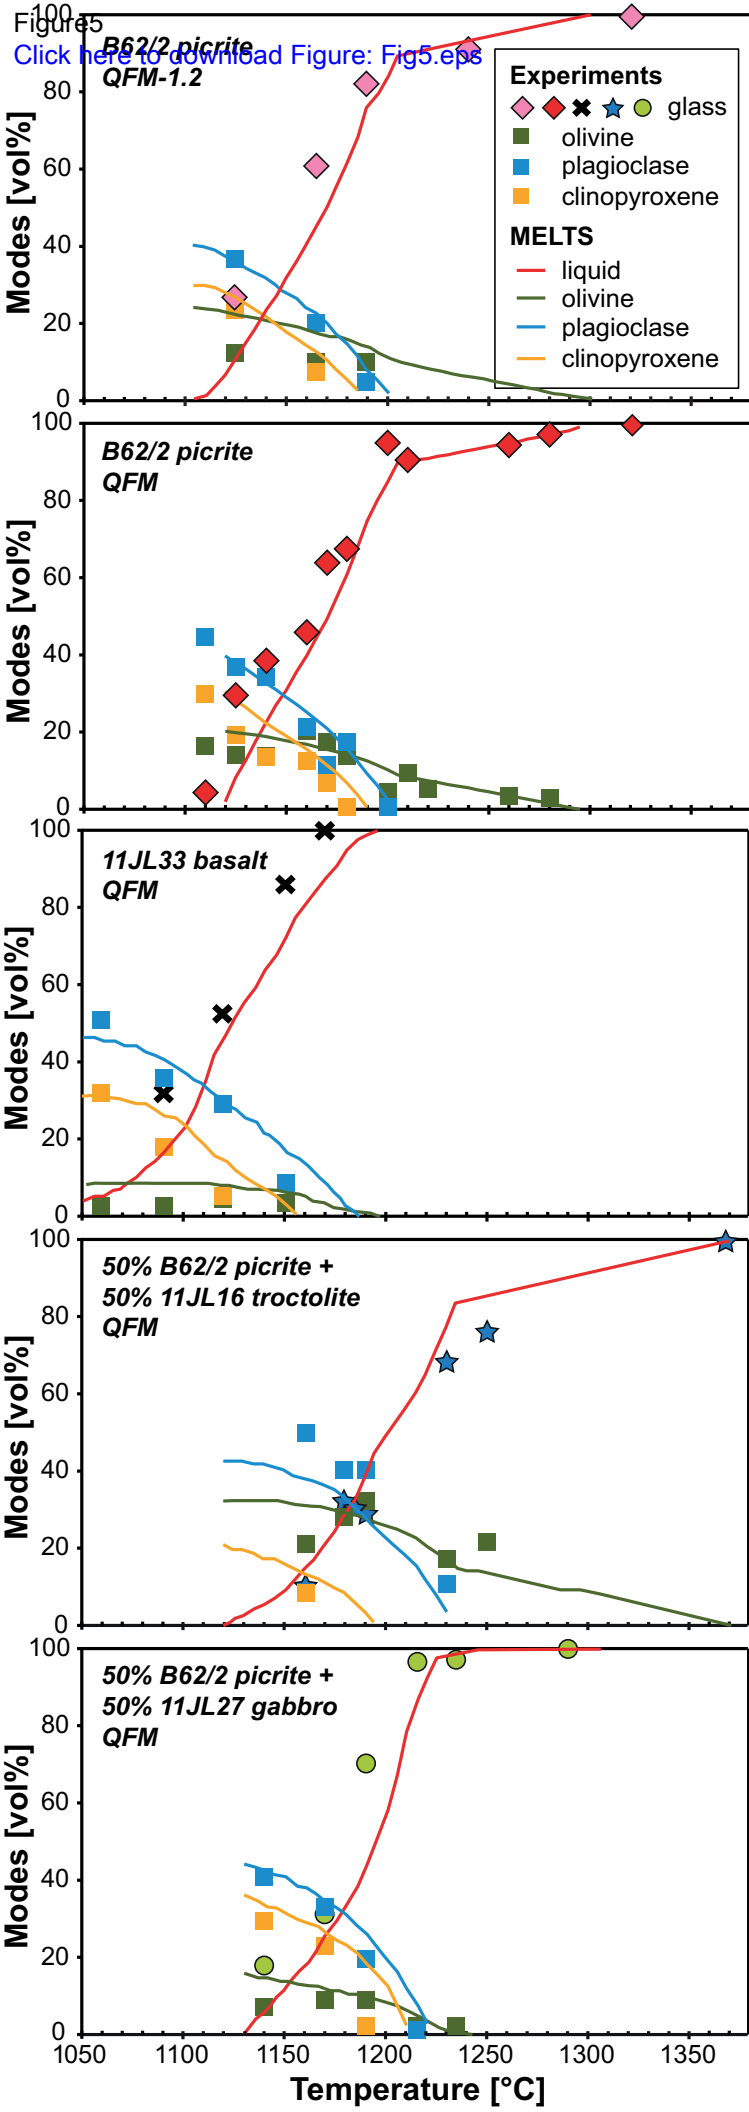 Figure5
Click here to download Figure: Fig5.eps
B62/2 picrite
QFM-1.2
Experiments
glass
olivine
plagioclase
clinopyroxene
MELTS
liquid
olivine
plagioclase
clinopyroxene
Modes [vol%]
100
80
60
40
20
0
B62/2 picrite
QFM
Modes [vol%]
100
80
60
40
20
0
11JL33 basalt
QFM
Modes [vol%]
100
80
60
40
20
0
50% B62/2 picrite +
50% 11JL16 troctolite
QFM
Modes [vol%]
100
80
60
40
20
0
50% B62/2 picrite +
50% 11JL27 gabbro
QFM
Modes [vol%]
100
80
60
40
20
0
1050 1100 1150 1200 1250 1300 1350
Temperature [°C]